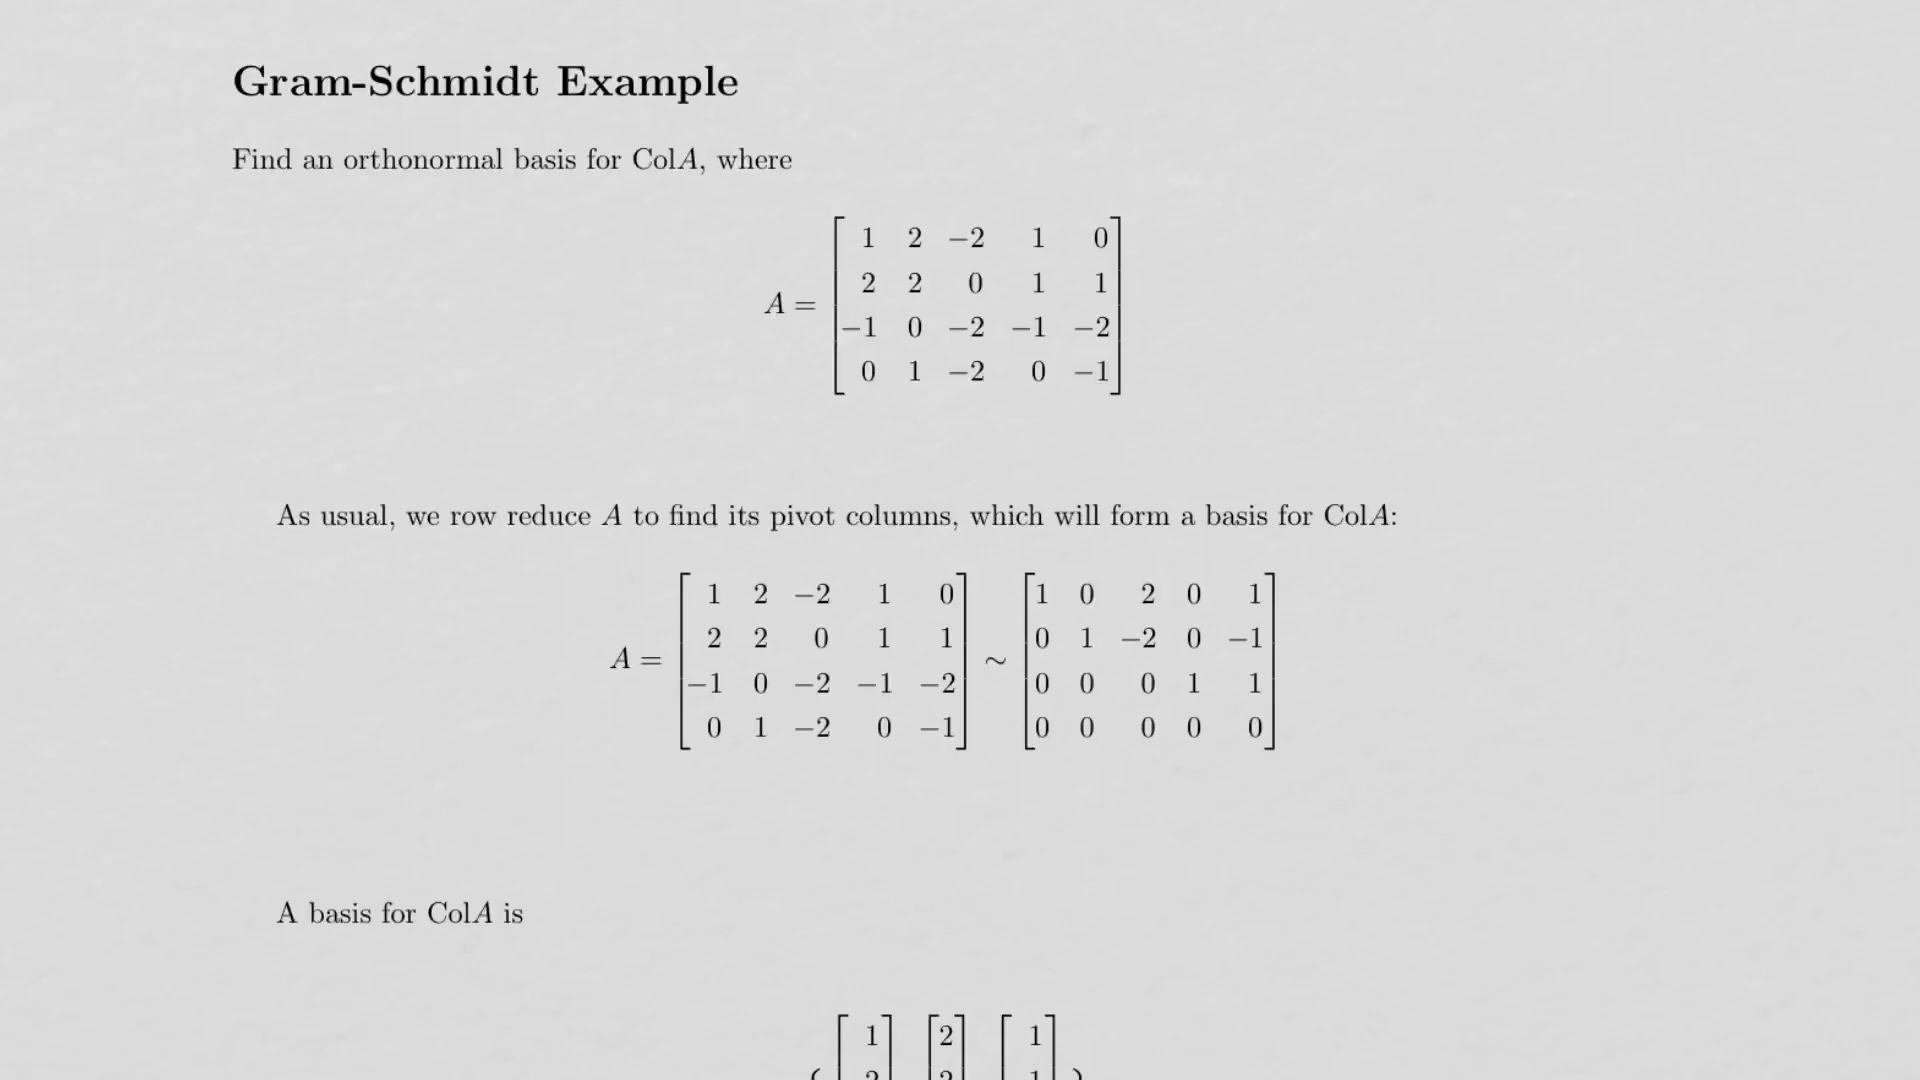 Gram-Schmidt Example
Find an orthonormal basis for ColA, where
A = [1 2 −2 1 0
2 2 0 1 1
−1 0 −2 −1 −2
0 1 −2 0 −1]
As usual, we row reduce A to find its pivot columns, which will form a basis for ColA:
A = [1 2 −2 1 0 ∼ [1 0 2 0 1
2 2 0 1 1 0 1 −2 0 −1
−1 0 −2 −1 −2 0 0 0 1 1
0 1 −2 0 −1] 0 0 0 0 0]
A basis for ColA is
[1] [2] [1]